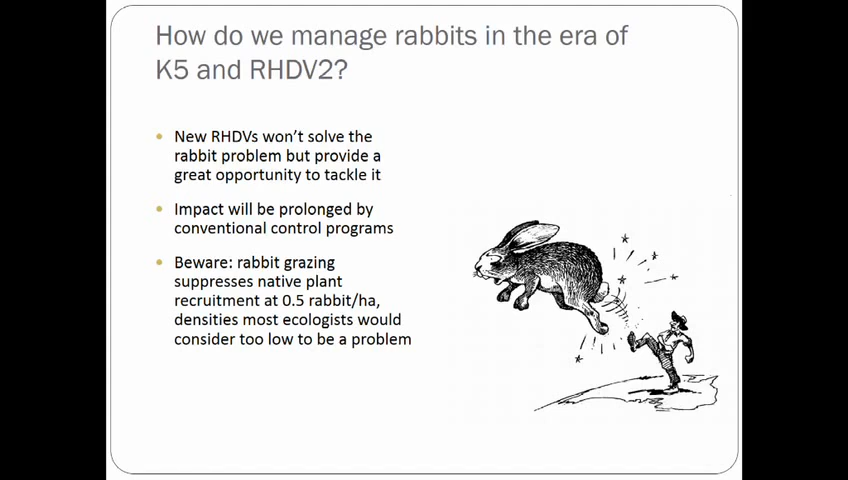 How do we manage rabbits in the era of
K5 and RHDV2?
• New RHDVs won't solve the
rabbit problem but provide a
great opportunity to tackle it
• Impact will be prolonged by
conventional control programs
• Beware: rabbit grazing
suppresses native plant
recruitment at 0.5 rabbit/ha,
densities most ecologists would
consider too low to be a problem